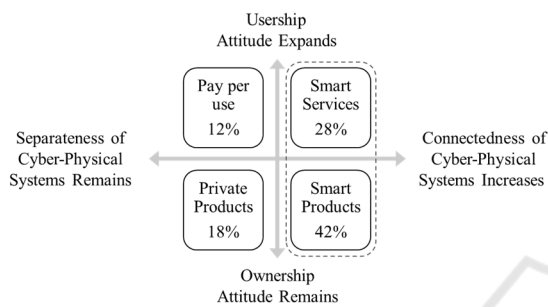 Usership
Attitude Expands
Pay per
use
12%
Smart
Services
28%
Separateness of
Cyber-Physical
Systems Remains
Connectedness of
Cyber-Physical
Systems Increases
Private
Products
18%
Smart
Products
42%
Ownership
Attitude Remains